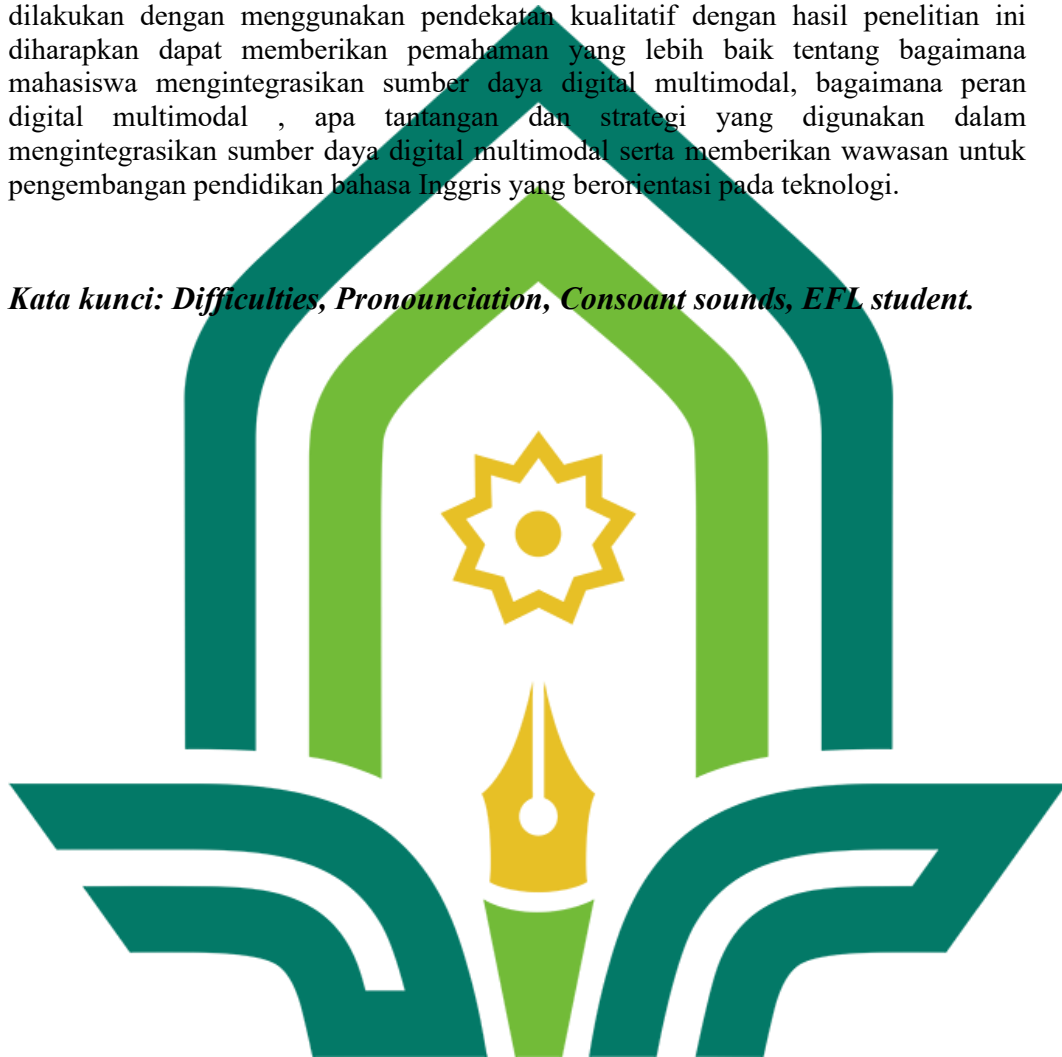 dilakukan dengan menggunakan pendekatan kualitatif dengan hasil penelitian ini
diharapkan dapat memberikan pemahaman yang lebih baik tentang bagaimana
mahasiswa mengintegrasikan sumber daya digital multimodal, bagaimana peran
digital multimodal , apa tantangan dan strategi yang digunakan dalam
mengintegrasikan sumber daya digital multimodal serta memberikan wawasan untuk
pengembangan pendidikan bahasa Inggris yang berorientasi pada teknologi.
Kata kunci: Difficulties, Pronounciation, Consoant sounds, EFL student.